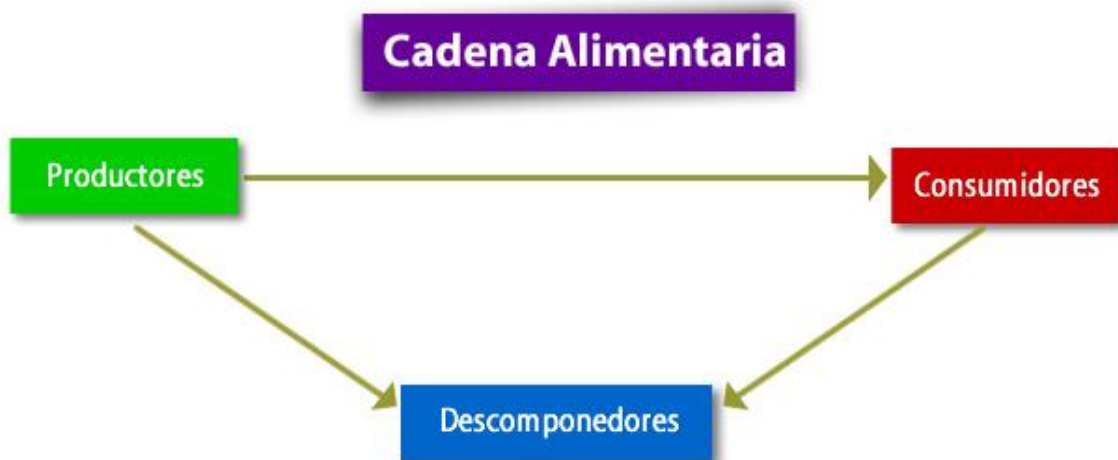 Cadena Alimentaria
Productores
Consumidores
Descomponedores